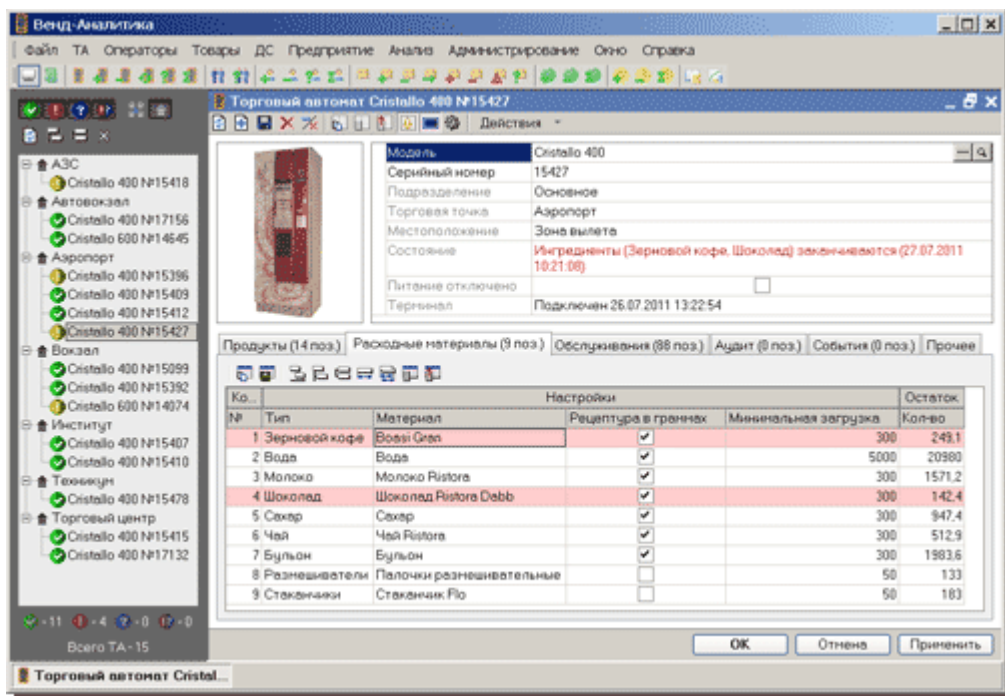 Венд-Аналитика
Файл ТА Операторы Товары ДС Предприятие Анализ Администрирование Окно Справка
Торговый автомат Cristallo 400 №15427
Действия
АЗС
Cristallo 400 №15418
Автовокзал
Cristallo 400 №17156
Cristallo 600 №14645
Аэропорт
Cristallo 400 №15396
Cristallo 400 №15409
Cristallo 400 №15412
Cristallo 400 №15427
Вокзал
Cristallo 400 №15099
Cristallo 400 №15392
Cristallo 600 №14074
Институт
Cristallo 400 №15407
Cristallo 400 №15410
Техникум
Cristallo 400 №15478
Торговый центр
Cristallo 400 №15415
Cristallo 400 №17132
-11 -4 -0 -0
Всего ТА-15
Модель Cristallo 400
Серийный номер 15427
Подразделение Основное
Торговая точка Аэропорт
Местоположение Зона вылета
Состояние Ингредиенты (Зерновой кофе, Шоколад) заканчиваются (27.07.2011
10:21:08)
Питание отключено
Терминал Подключен 26.07.2011 13:22:54
Продукты (14 поз.) Расходные материалы (9 поз.) Обслуживания (88 поз.) Аудит (0 поз.) События (0 поз.) Прочее
Ко... Настройки Остаток
№ Тип Материал Рецептура в граммах Минимальная загрузка Кол-во
1 Зерновой кофе Boasi Gran 300 249,1
2 Вода Вода 5000 20980
3 Молоко Молоко Ristora 300 1571,2
4 Шоколад Шоколад Ristora Dabb 300 142,4
5 Сахар Сахар 300 947,4
6 Чай Чай Ristora 300 512,9
7 Бульон Бульон 300 1983,6
8 Размешиватели Палочки размешивательные 50 133
9 Стаканчики Стаканчик Flo 50 183
ОК Отмена Применить
Торговый автомат Cristal...